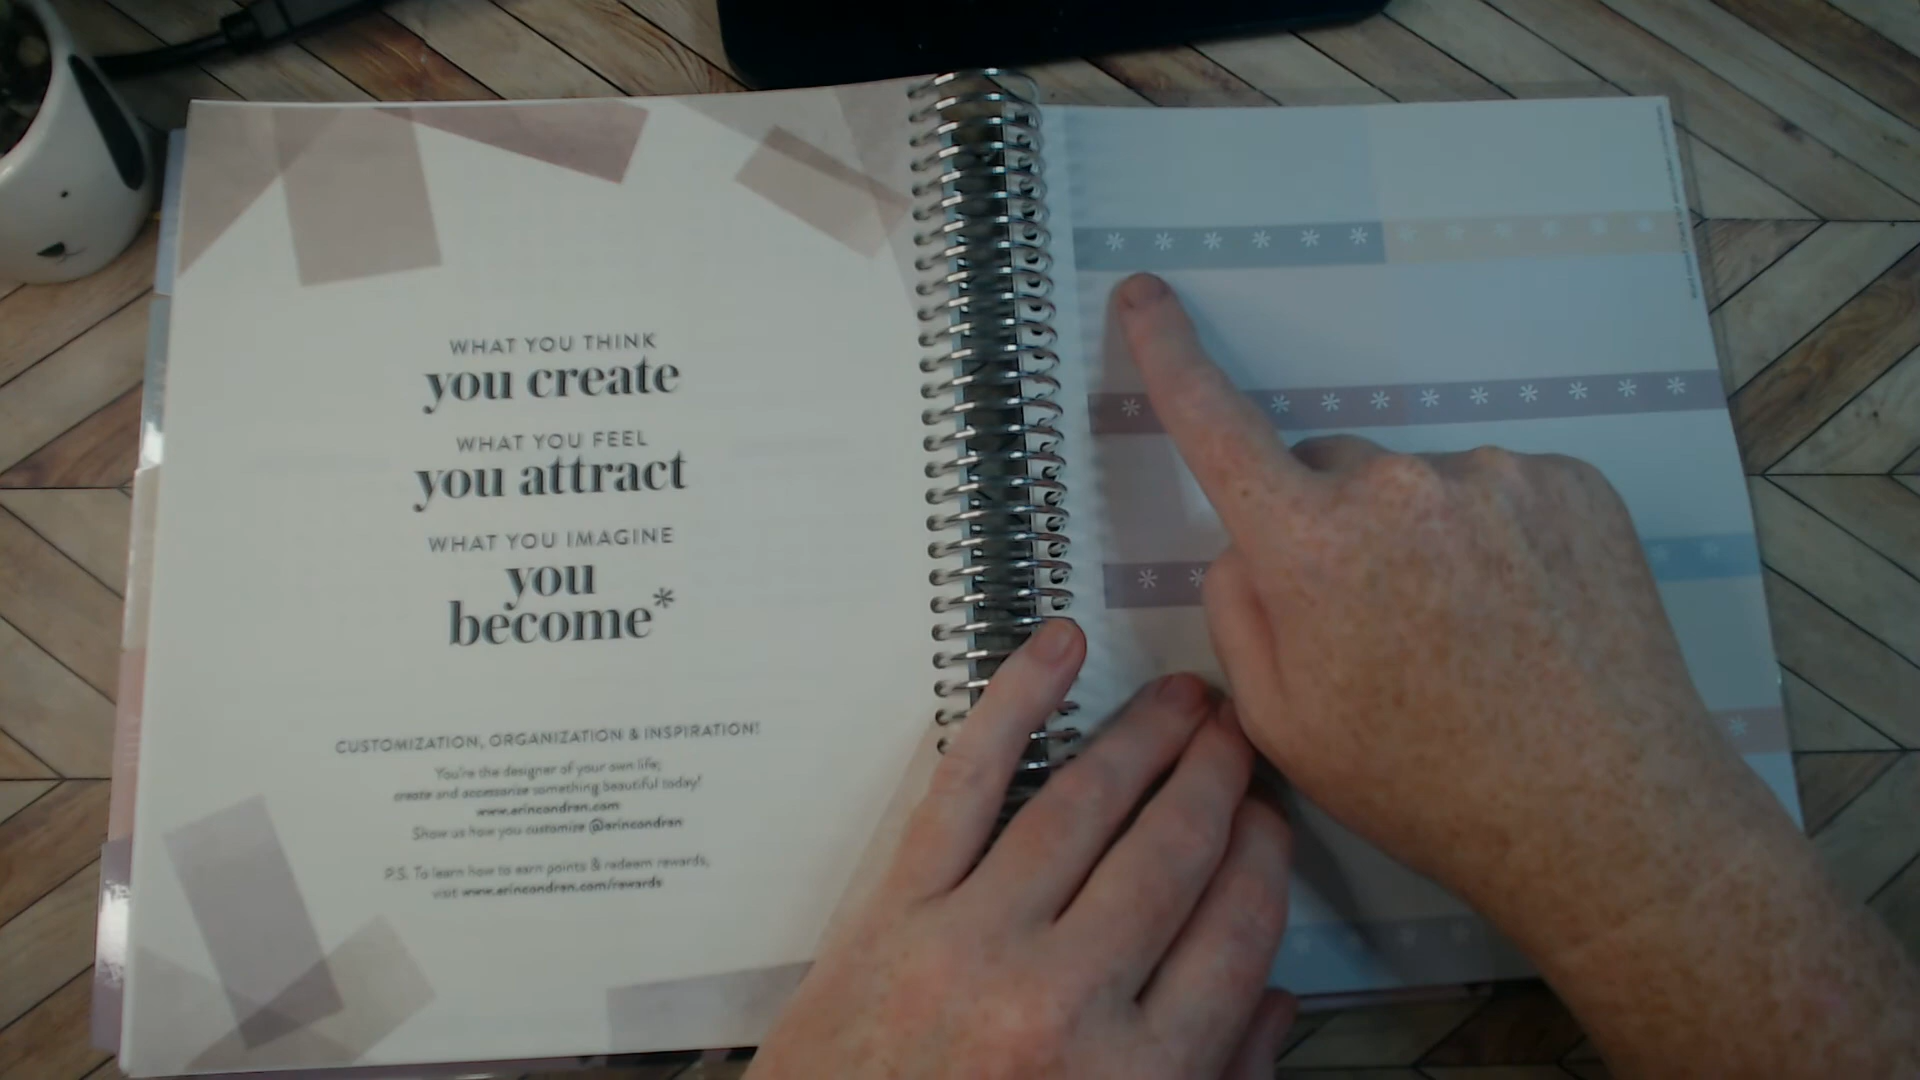 WHAT YOU THINK
you create
WHAT YOU FEEL
you attract
WHAT YOU IMAGINE
you
become*
CUSTOMIZATION, ORGANIZATION & INSPIRATION!
You're the designer of your own life;
create and accessorize something beautiful today!
www.erincondren.com
Show us how you customize @erincondren
P.S. To learn how to earn points & redeem rewards,
visit www.erincondren.com/rewards